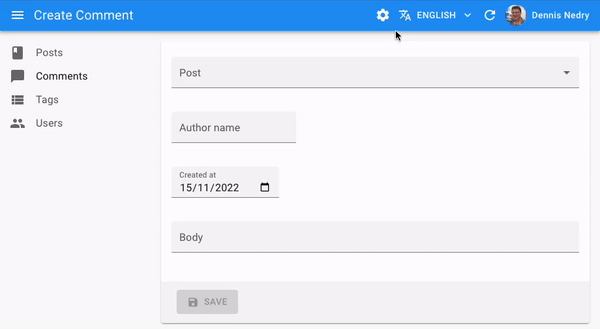 Create Comment
ENGLISH
Dennis Nedry
Posts
Comments
Tags
Users
Post
Author name
Created at
15/11/2022
Body
SAVE